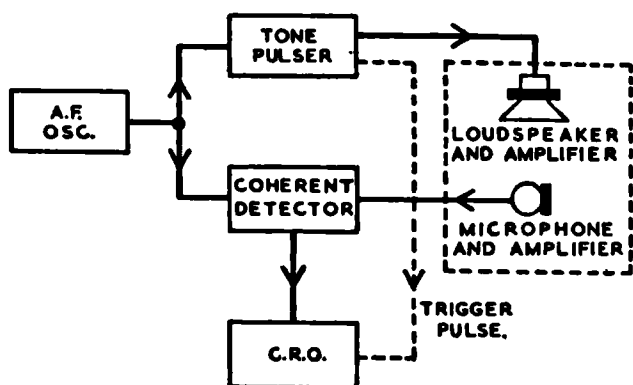 TONE
PULSER
A.F.
OSC.
LOUDSPEAKER
AND AMPLIFIER
COHERENT
DETECTOR
MICROPHONE
AND AMPLIFIER
TRIGGER
PULSE.
C.R.O.